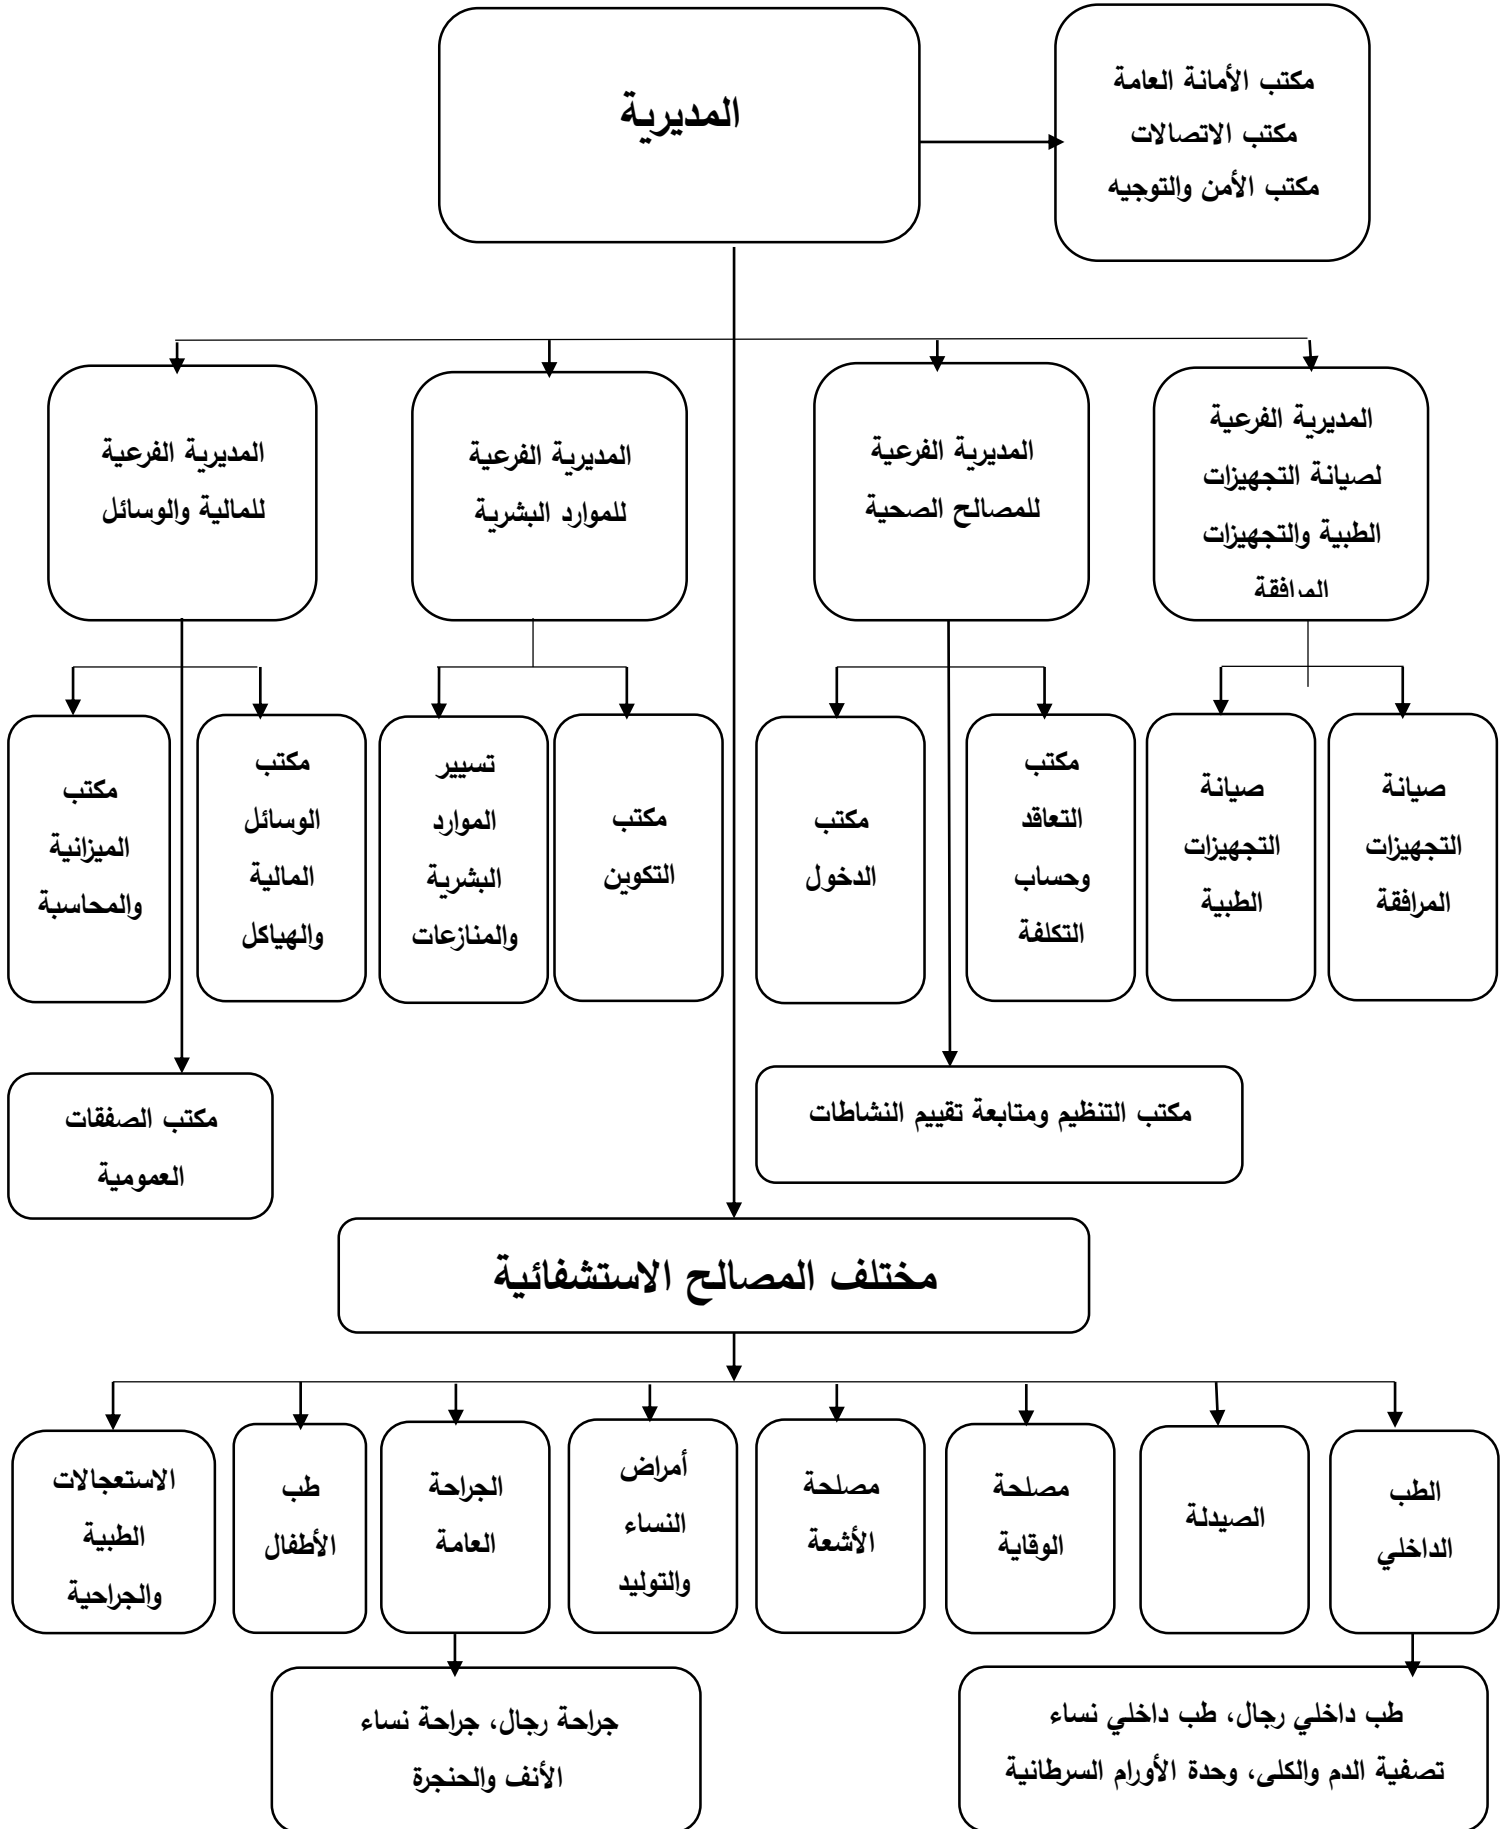 المديرية
مكتب الأمانة العامة
مكتب الاتصالات
مكتب الأمن والتوجيه
المديرية الفرعية
لصيانة التجهيزات
الطبية والتجهيزات
المرافقة
المديرية الفرعية
للمصالح الصحية
المديرية الفرعية
للموارد البشرية
المديرية الفرعية
للمالية والوسائل
صيانة
التجهيزات
المرافقة
صيانة
التجهيزات
الطبية
مكتب
التعاقد
وحساب
التكلفة
مكتب
الدخول
مكتب
التكوين
تسيير
الموارد
البشرية
والمنازعات
مكتب
الوسائل
المالية
والهياكل
مكتب
الميزانية
والمحاسبة
مكتب التنظيم ومتابعة تقييم النشاطات
مكتب الصفقات
العمومية
مختلف المصالح الاستشفائية
الطب
الداخلي
الصيدلة
مصلحة
الوقاية
مصلحة
الأشعة
أمراض
النساء
والتوليد
الجراحة
العامة
طب
الأطفال
الاستعجالات
الطبية
والجراحية
طب داخلي رجال، طب داخلي نساء
تصفية الدم والكلى، وحدة الأورام السرطانية
جراحة رجال، جراحة نساء
الأنف والحنجرة